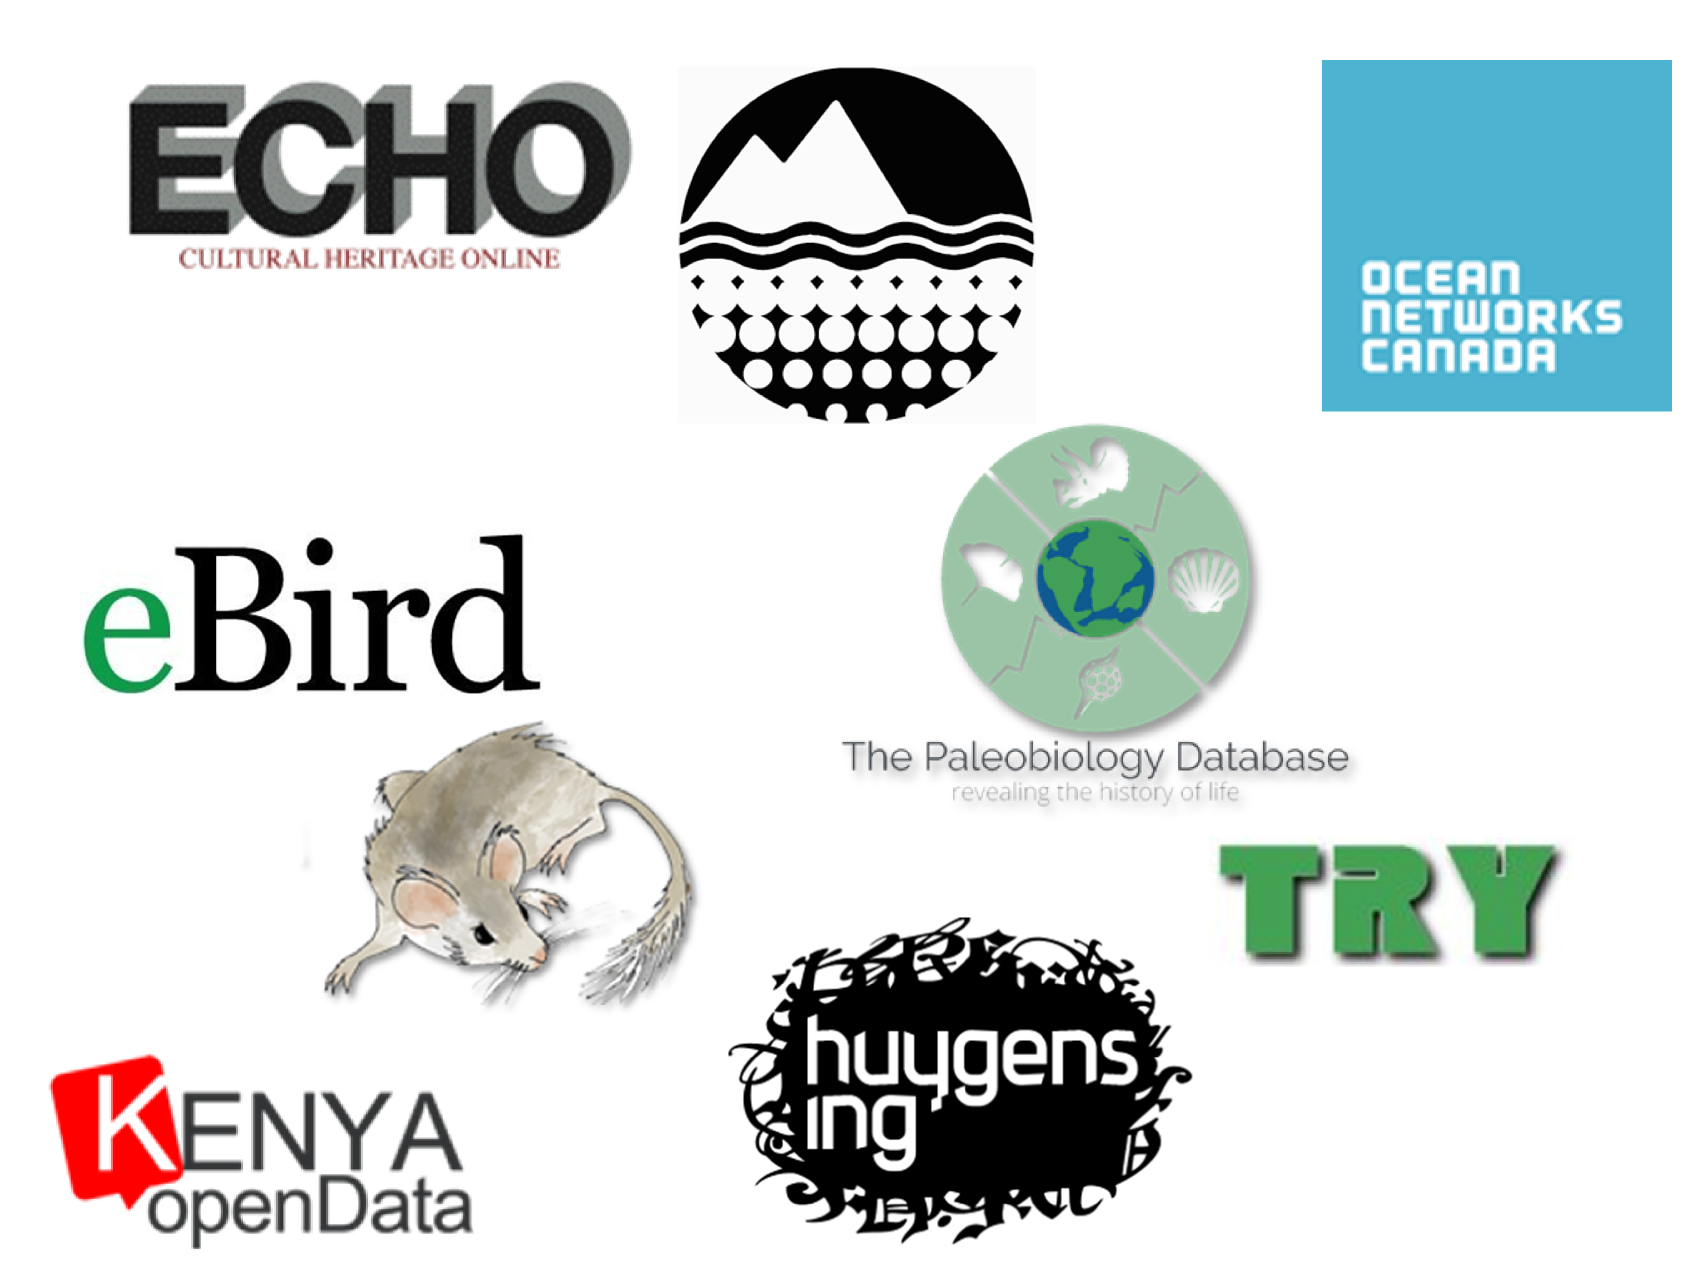 ECHO
CULTURAL HERITAGE ONLINE
OCEAN
NETWORKS
CANADA
eBird
The Paleobiology Database
revealing the history of life
TRY
huygens
ing
KENYA
openData